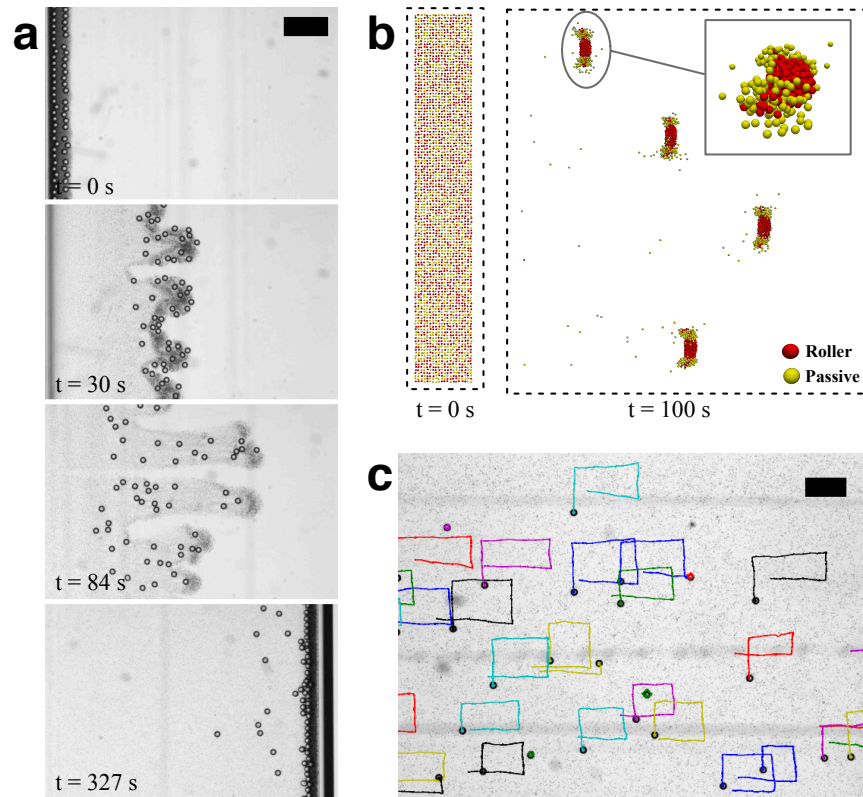 a
t = 0 s
t = 30 s
t = 84 s
t = 327 s
b
Roller
Passive
t = 0 s
t = 100 s
c